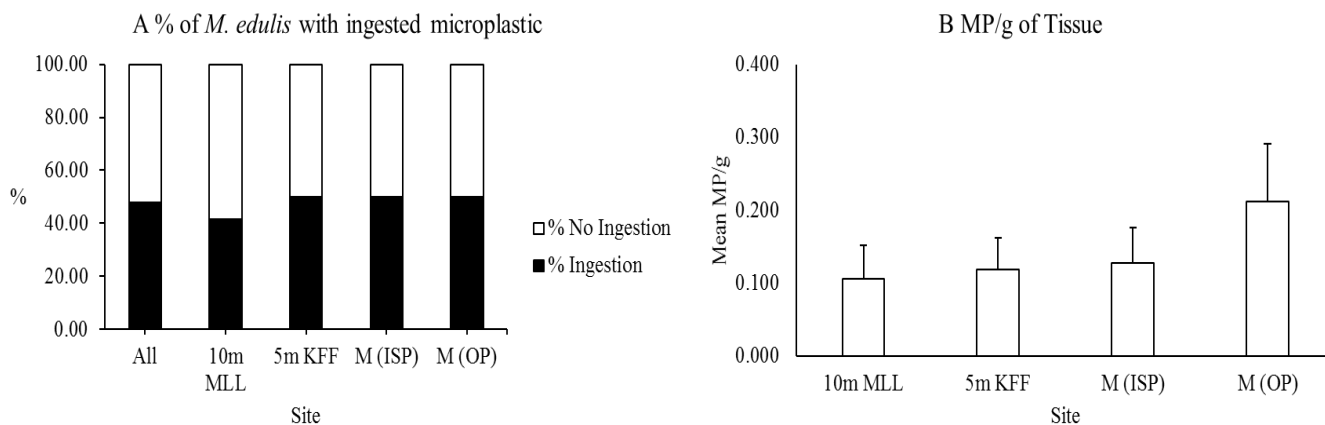 A % of M. edulis with ingested microplastic
100.00
80.00
60.00
40.00
20.00
0.00
%
All
10m
MLL
5m KFF
M (ISP)
M (OP)
Site
% No Ingestion
% Ingestion
B MP/g of Tissue
0.400
0.300
0.200
0.100
0.000
Mean MP/g
10m MLL
5m KFF
M (ISP)
M (OP)
Site